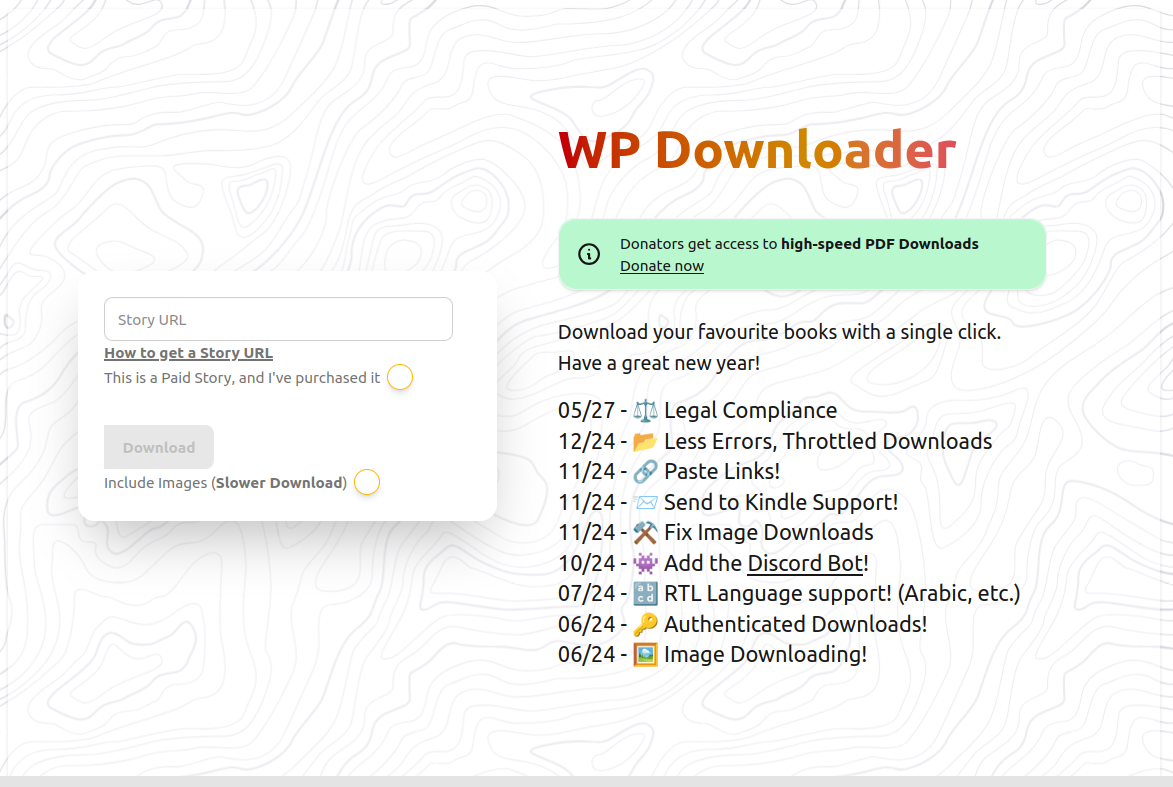 WP Downloader
Donators get access to high-speed PDF Downloads
Donate now
Story URL
How to get a Story URL
This is a Paid Story, and I've purchased it
Download
Include Images (Slower Download)
Download your favourite books with a single click.
Have a great new year!
05/27 - ⚖️ Legal Compliance
12/24 - 📂 Less Errors, Throttled Downloads
11/24 - 🔗 Paste Links!
11/24 - 📨 Send to Kindle Support!
11/24 - ⚒️ Fix Image Downloads
10/24 - 👾 Add the Discord Bot!
07/24 - 🔡 RTL Language support! (Arabic, etc.)
06/24 - 🔑 Authenticated Downloads!
06/24 - 🖼️ Image Downloading!